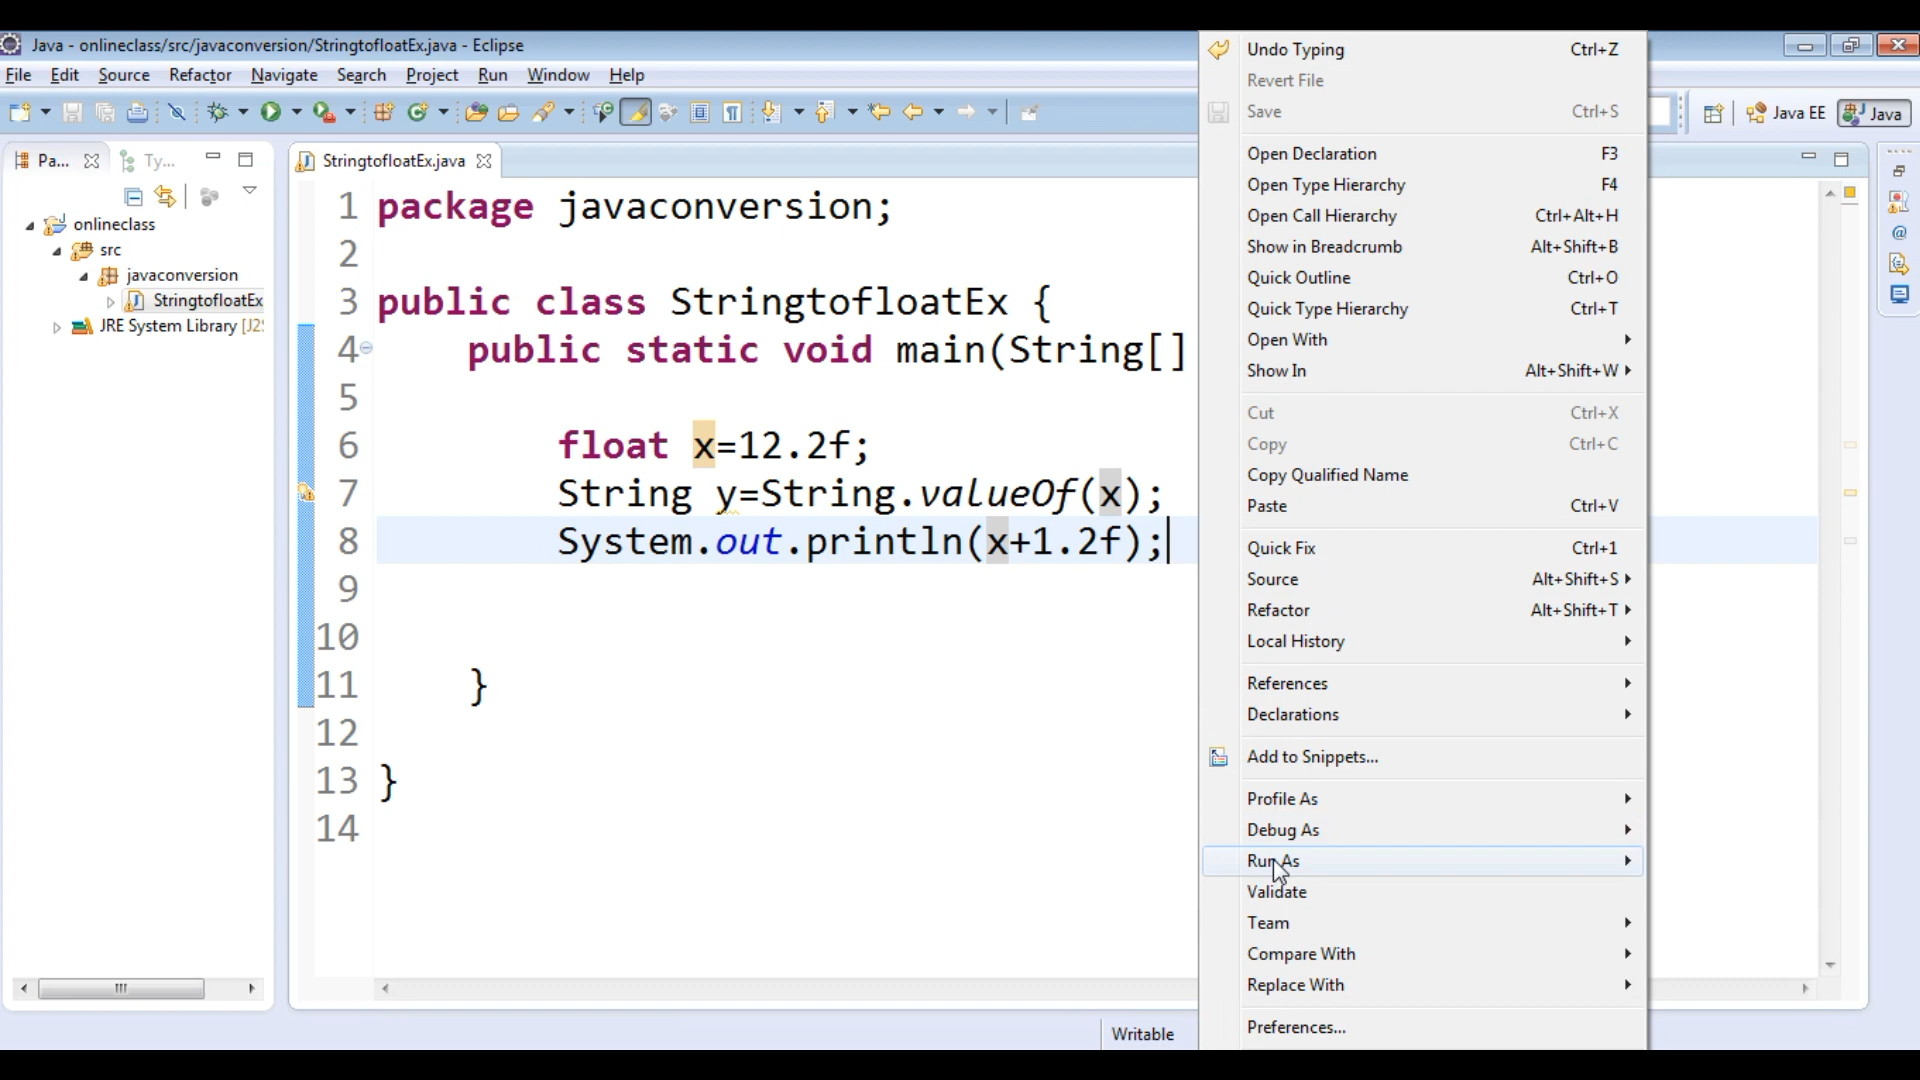 Java - onlineclass/src/javaconversion/StringtofloatEx.java - Eclipse
File Edit Source Refactor Navigate Search Project Run Window Help
Java EE Java
Pa... Ty...
onlineclass
src
javaconversion
StringtofloatEx
JRE System Library [J2
StringtofloatEx.java
1 package javaconversion;
2
3 public class StringtofloatEx {
4 public static void main(String[]
5
6 float x=12.2f;
7 String y=String.valueOf(x);
8 System.out.println(x+1.2f);
9
10
11 }
12
13 }
14
Undo Typing Ctrl+Z
Revert File
Save Ctrl+S
Open Declaration F3
Open Type Hierarchy F4
Open Call Hierarchy Ctrl+Alt+H
Show in Breadcrumb Alt+Shift+B
Quick Outline Ctrl+O
Quick Type Hierarchy Ctrl+T
Open With
Show In Alt+Shift+W
Cut Ctrl+X
Copy Ctrl+C
Copy Qualified Name
Paste Ctrl+V
Quick Fix Ctrl+1
Source Alt+Shift+S
Refactor Alt+Shift+T
Local History
References
Declarations
Add to Snippets...
Profile As
Debug As
Run As
Validate
Team
Compare With
Replace With
Preferences...
Writable